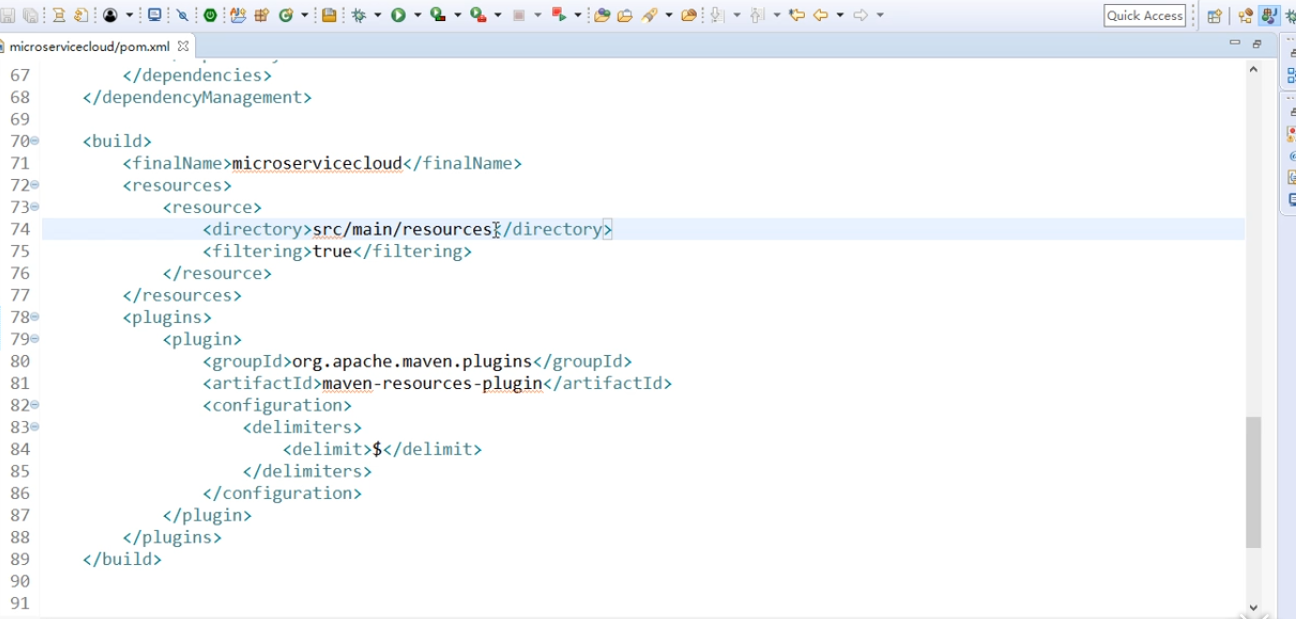 Quick Access
microservicecloud/pom.xml
67 </dependencies>
68 </dependencyManagement>
69
70 <build>
71 <finalName>microservicecloud</finalName>
72 <resources>
73 <resource>
74 <directory>src/main/resources</directory>
75 <filtering>true</filtering>
76 </resource>
77 </resources>
78 <plugins>
79 <plugin>
80 <groupId>org.apache.maven.plugins</groupId>
81 <artifactId>maven-resources-plugin</artifactId>
82 <configuration>
83 <delimiters>
84 <delimit>$</delimit>
85 </delimiters>
86 </configuration>
87 </plugin>
88 </plugins>
89 </build>
90
91